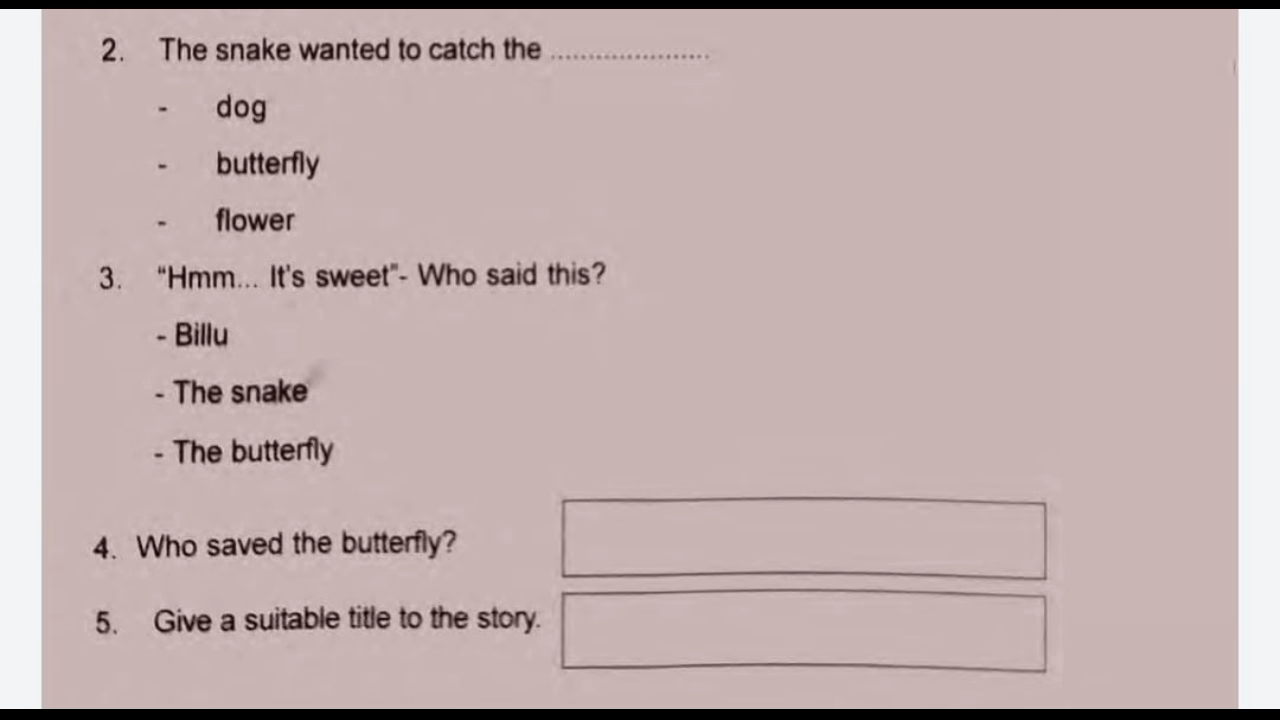 2. The snake wanted to catch the .....................
- dog
- butterfly
- flower
3. “Hmm... It's sweet”- Who said this?
- Billu
- The snake
- The butterfly
4. Who saved the butterfly?
5. Give a suitable title to the story.